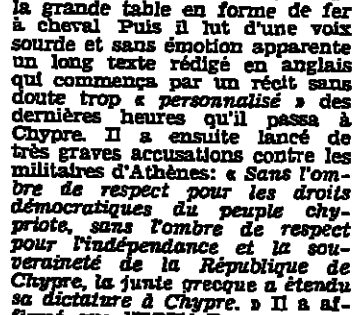 la grande table en forme de fer
à cheval Puis il lut d'une voix
sourde et sans émotion apparente
un long texte rédigé en anglais
qui commença par un récit sans
doute trop « personnalisé » des
dernières heures qu'il passa à
Chypre. Il a ensuite lancé de
très graves accusations contre les
militaires d'Athènes: « Sans l'om-
bre de respect pour les droits
démocratiques du peuple chy-
priote, sans l'ombre de respect
pour l'indépendance et la sou-
veraineté de la République de
Chypre, la junte grecque a étendu
sa dictature à Chypre. » Il a af-